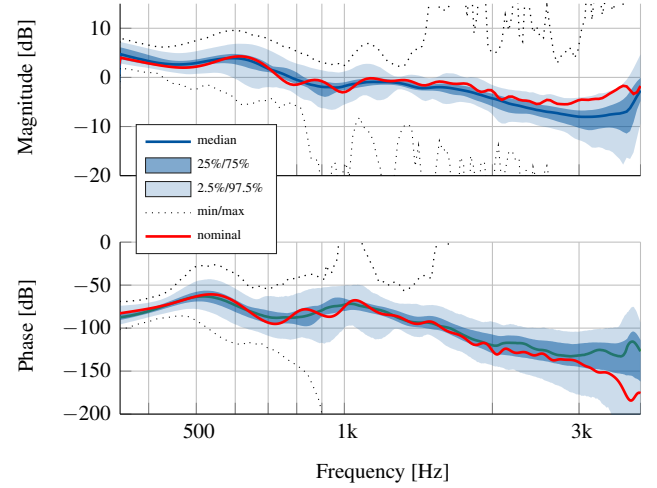 Magnitude [dB]
10
0
−10
−20
median
25%/75%
2.5%/97.5%
min/max
nominal
Phase [dB]
0
−50
−100
−150
−200
500
1k
3k
Frequency [Hz]